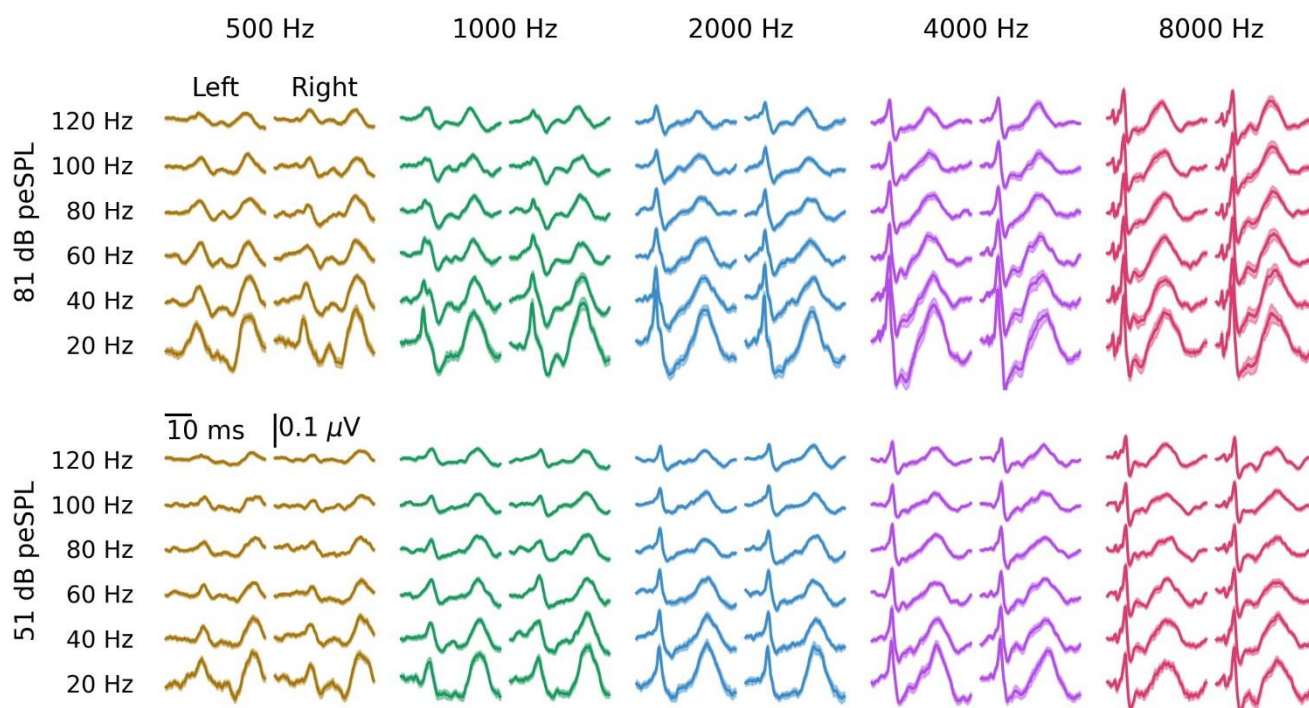 500 Hz 1000 Hz 2000 Hz 4000 Hz 8000 Hz
Left Right
81 dB peSPL
120 Hz
100 Hz
80 Hz
60 Hz
40 Hz
20 Hz
10 ms 0.1 μV
51 dB peSPL
120 Hz
100 Hz
80 Hz
60 Hz
40 Hz
20 Hz